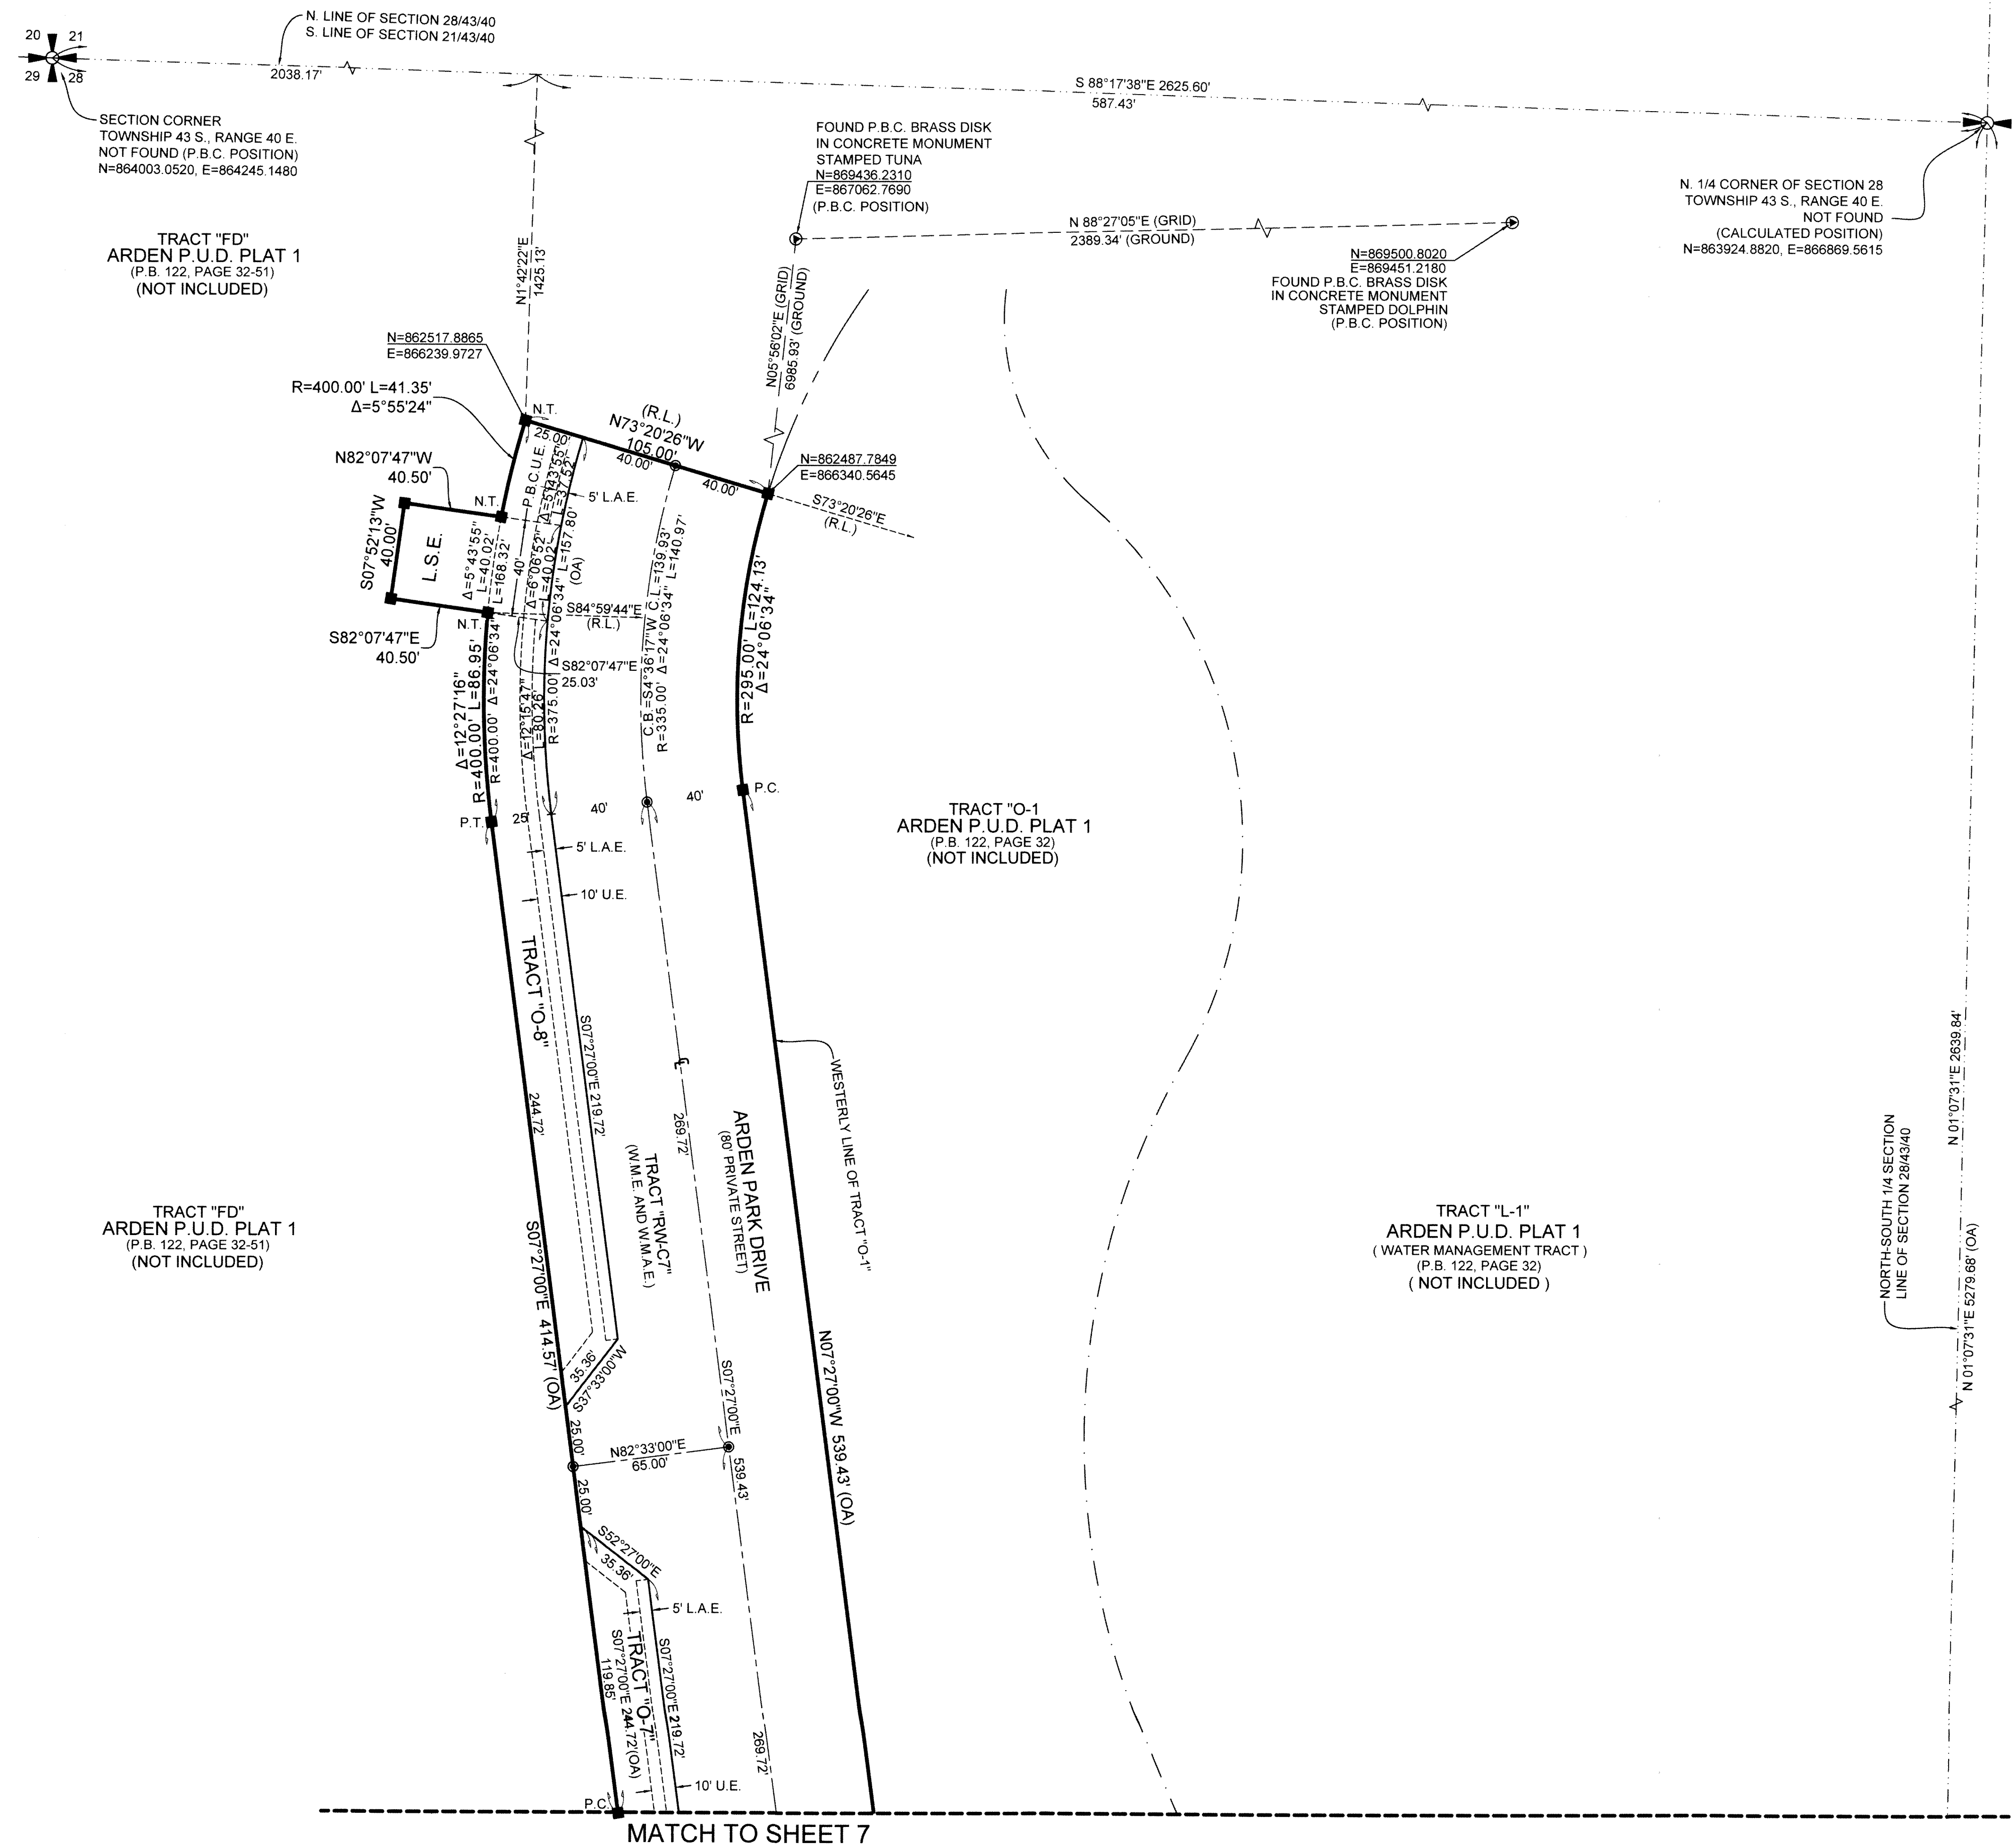 N. LINE OF SECTION 28/43/40
S. LINE OF SECTION 21/43/40
20 21
29 28
2038.17'
S 88°17'38"E 2625.60'
587.43'
SECTION CORNER
TOWNSHIP 43 S., RANGE 40 E.
NOT FOUND (P.B.C. POSITION)
N=864003.0520, E=864245.1480
FOUND P.B.C. BRASS DISK
IN CONCRETE MONUMENT
STAMPED TUNA
N=869436.2310
E=867062.7690
(P.B.C. POSITION)
N. 1/4 CORNER OF SECTION 28
TOWNSHIP 43 S., RANGE 40 E.
NOT FOUND
(CALCULATED POSITION)
N=863924.8820, E=866869.5615
N 88°27'05"E (GRID)
2389.34' (GROUND)
N=869500.8020
E=869451.2180
FOUND P.B.C. BRASS DISK
IN CONCRETE MONUMENT
STAMPED DOLPHIN
(P.B.C. POSITION)
TRACT "FD"
ARDEN P.U.D. PLAT 1
(P.B. 122, PAGE 32-51)
(NOT INCLUDED)
N1°42'22"E
1425.13'
N05°56'02"E (GRID)
6985.93' (GROUND)
N=862517.8865
E=866239.9727
R=400.00' L=41.35'
Δ=5°55'24"
N.T.
(R.L.)
N73°20'26"W
105.00'
25.00'
40.00'
40.00'
N=862487.7849
E=866340.5645
S73°20'26"E
(R.L.)
N82°07'47"W
40.50'
N.T.
S07°52'13"W
40.00'
L.S.E.
P.B.C.U.E.
Δ=5°43'55"
L=37.52'
5' L.A.E.
Δ=5°43'55"
L=40.02'
L=168.32'
40'
Δ=6°06'52"
L=40.02'
L=157.80'
(OA)
S84°59'44"E
(R.L.)
N.T.
S82°07'47"E
40.50'
S82°07'47"E
25.03'
Δ=12°27'16"
R=400.00' L=86.95'
R=400.00' Δ=24°06'34"
Δ=12°15'47"
L=80.26'
R=375.00' Δ=24°06'34"
C.B.=S4°36'17"W C.L.=139.93'
R=335.00' Δ=24°06'34" L=140.97'
R=295.00' L=124.13'
Δ=24°06'34"
P.C.
P.T.
25'
40'
40'
5' L.A.E.
10' U.E.
TRACT "O-1
ARDEN P.U.D. PLAT 1
(P.B. 122, PAGE 32)
(NOT INCLUDED)
TRACT "O-8"
S07°27'00"E 219.72'
244.72'
269.72'
TRACT "RW-C7"
(W.M.E. AND W.M.A.E.)
ARDEN PARK DRIVE
(80' PRIVATE STREET)
WESTERLY LINE OF TRACT "O-1"
N 01°07'31"E 2639.84'
NORTH-SOUTH 1/4 SECTION
LINE OF SECTION 28/43/40
N 01°07'31"E 5279.68' (OA)
TRACT "FD"
ARDEN P.U.D. PLAT 1
(P.B. 122, PAGE 32-51)
(NOT INCLUDED)
TRACT "L-1"
ARDEN P.U.D. PLAT 1
( WATER MANAGEMENT TRACT )
(P.B. 122, PAGE 32)
( NOT INCLUDED )
S07°27'00"E 414.57' (OA)
35.36'
S37°33'00"W
25.00'
N82°33'00"E
65.00'
S07°27'00"E
539.43'
N07°27'00"W 539.43' (OA)
25.00'
S52°27'00"E
35.36'
5' L.A.E.
TRACT "O-7"
S07°27'00"E 219.72'
S07°27'00"E 244.72'(OA)
119.85'
269.72'
10' U.E.
P.C.
MATCH TO SHEET 7